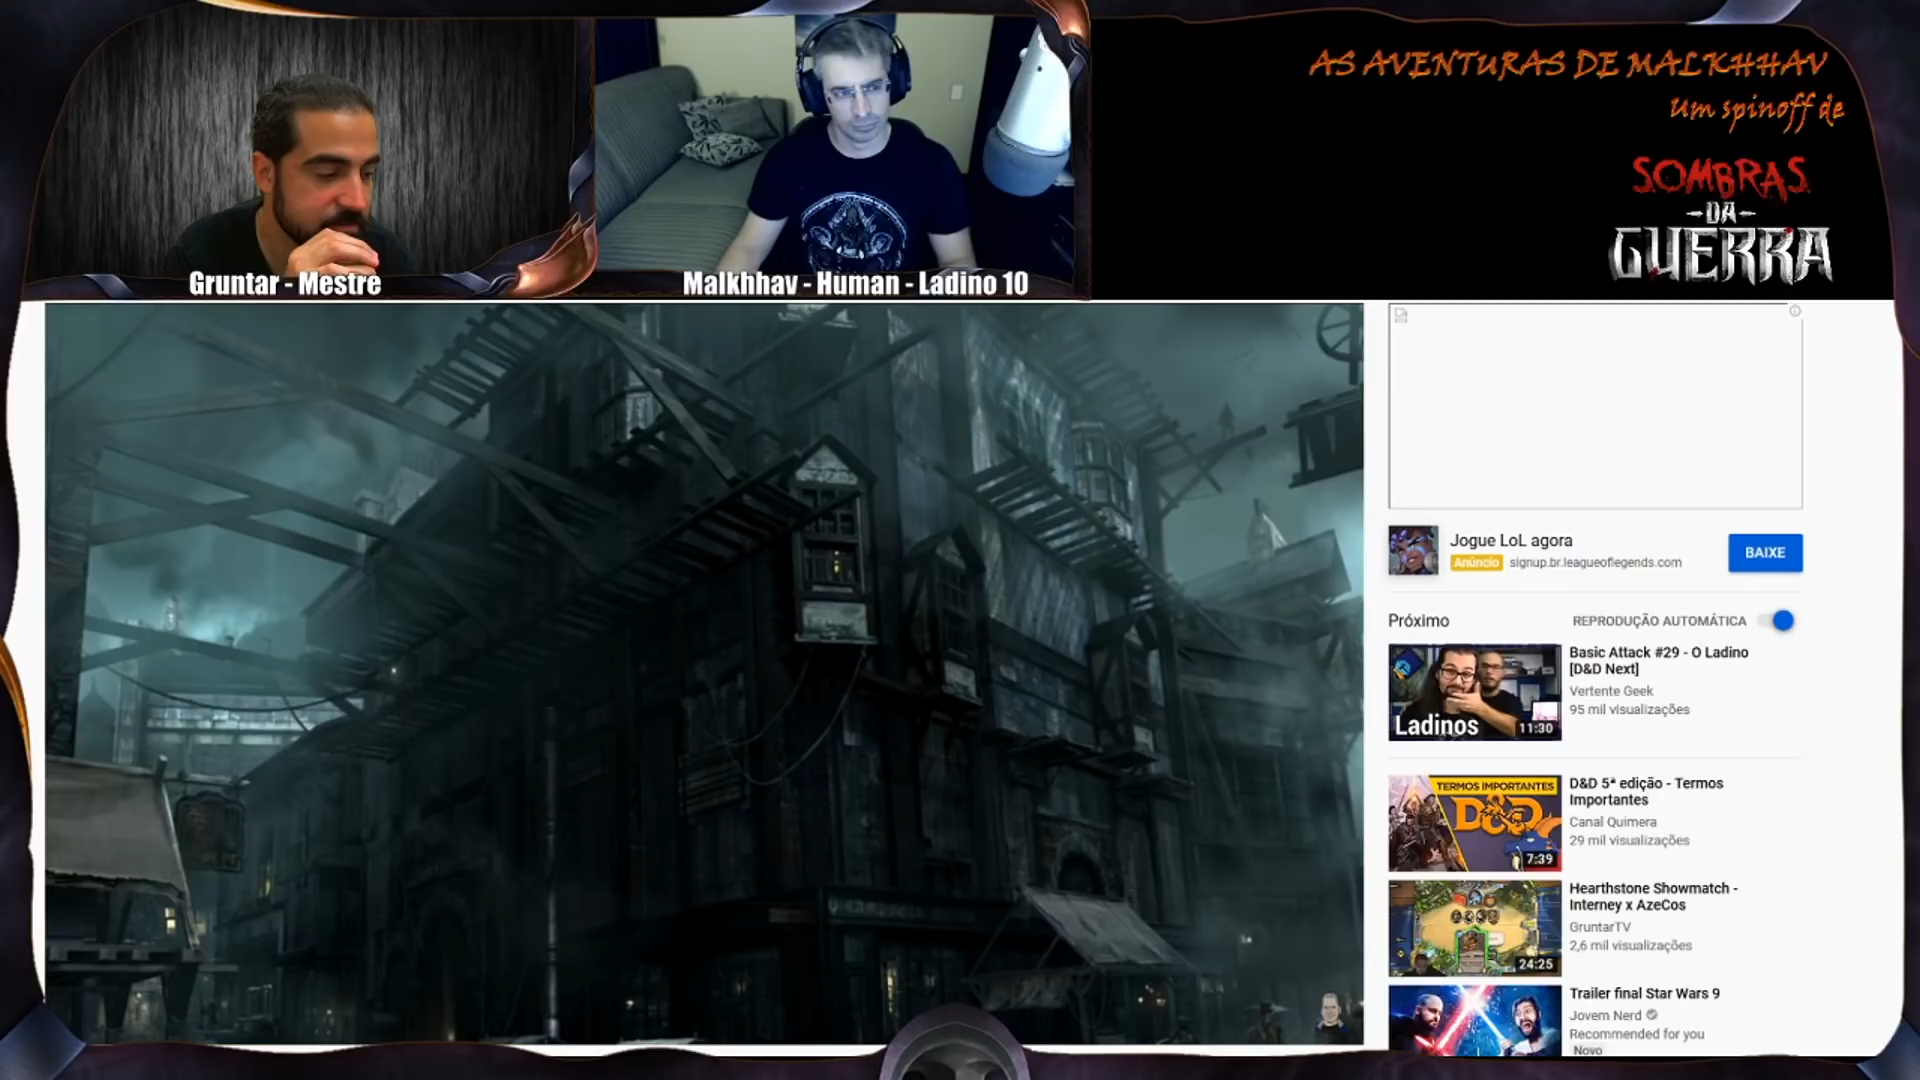 AS AVENTURAS DE MALKHHAV
Um spinoff de
SOMBRAS
-DA-
GUERRA
Gruntar - Mestre
Malkhhav - Human - Ladino 10
Jogue LoL agora
Anúncio signup.br.leagueoflegends.com
BAIXE
Próximo
REPRODUÇÃO AUTOMÁTICA
Ladinos
11:30
Basic Attack #29 - O Ladino
[D&D Next]
Vertente Geek
95 mil visualizações
TERMOS IMPORTANTES
D&D
7:39
D&D 5ª edição - Termos
Importantes
Canal Quimera
29 mil visualizações
24:25
Hearthstone Showmatch -
Interney x AzeCos
GruntarTV
2,6 mil visualizações
Trailer final Star Wars 9
Jovem Nerd
Recommended for you
Novo